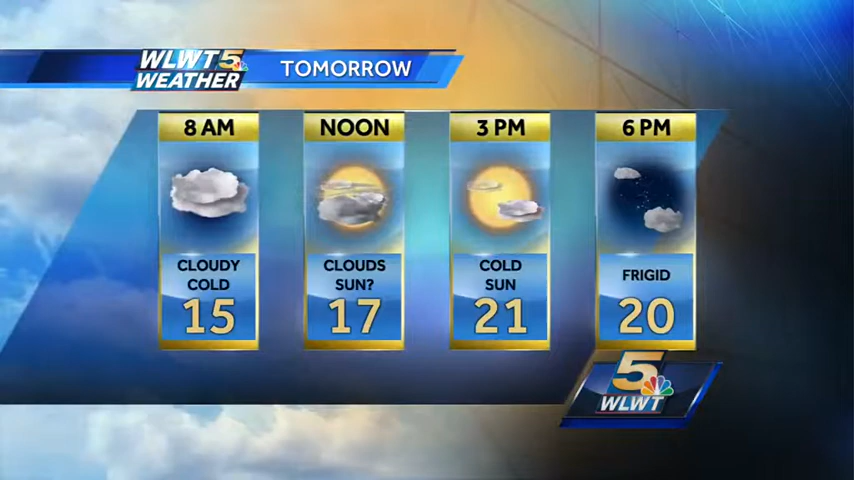 WLWT 5
WEATHER
TOMORROW
8 AM
NOON
3 PM
6 PM
CLOUDY
COLD
15
CLOUDS
SUN?
17
COLD
SUN
21
FRIGID
20
5
WLWT